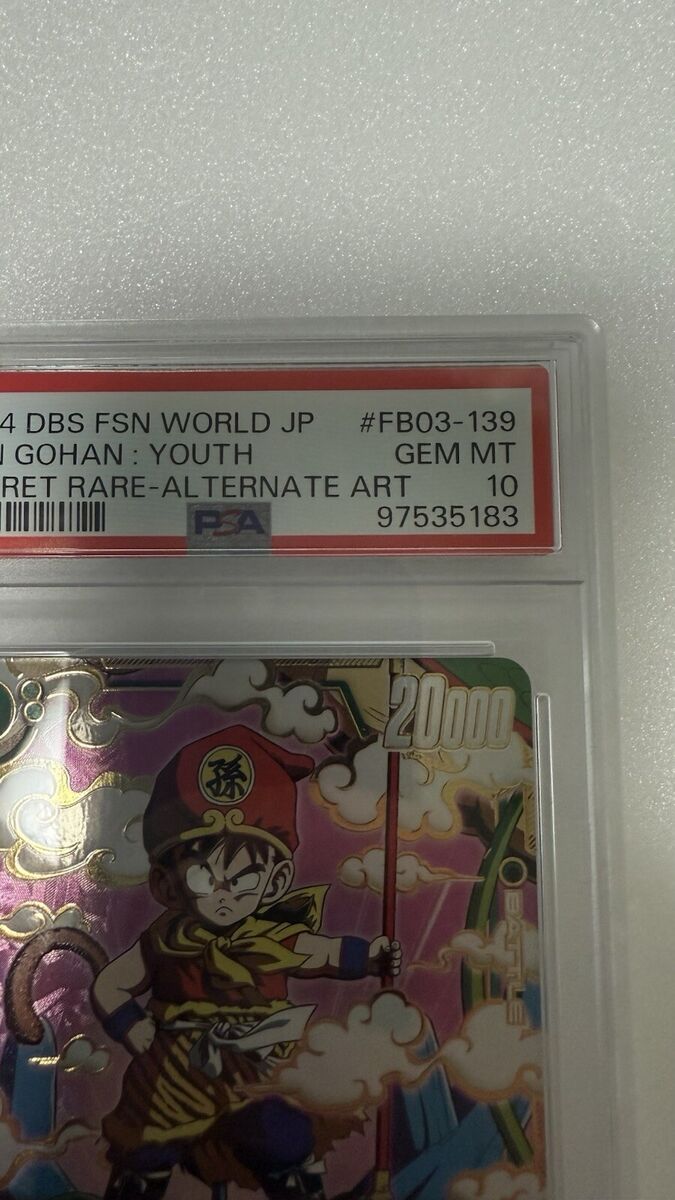 4 DBS FSN WORLD JP #FB03-139
GOHAN : YOUTH GEM MT
RET RARE-ALTERNATE ART 10
PSA 97535183
20000
孫
BATTLE